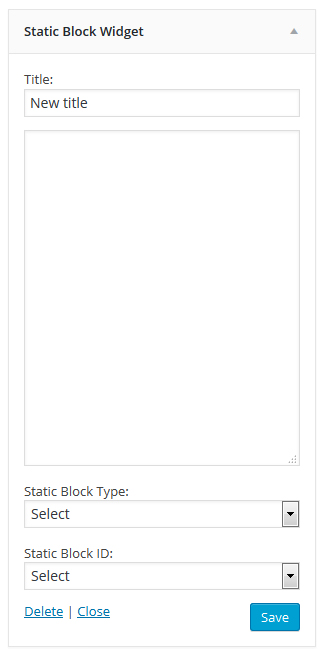 Static Block Widget
Title:
New title
Static Block Type:
Select
Static Block ID:
Select
Delete | Close
Save